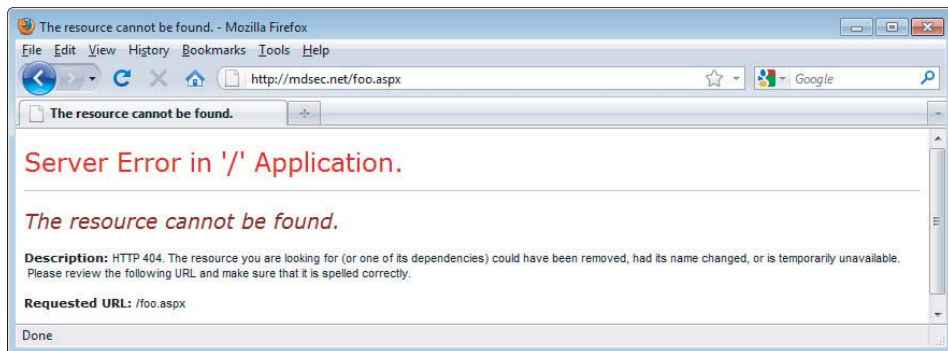 The resource cannot be found. - Mozilla Firefox
File Edit View History Bookmarks Tools Help
http://mdsec.net/foo.aspx Google
The resource cannot be found.
Server Error in '/' Application.
The resource cannot be found.
Description: HTTP 404. The resource you are looking for (or one of its dependencies) could have been removed, had its name changed, or is temporarily unavailable.
Please review the following URL and make sure that it is spelled correctly.
Requested URL: /foo.aspx
Done